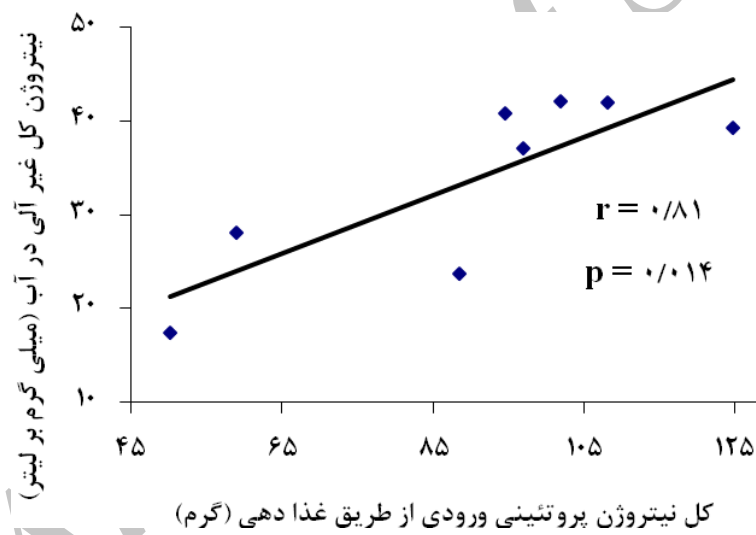 نیتروژن کل غیر آلی در آب (میلی گرم بر لیتر)
۵۰
۴۰
۳۰
۲۰
۱۰
r = ۰/۸۱
p = ۰/۰۱۴
۴۵ ۶۵ ۸۵ ۱۰۵ ۱۲۵
کل نیتروژن پروتئینی ورودی از طریق غذا دهی (گرم)